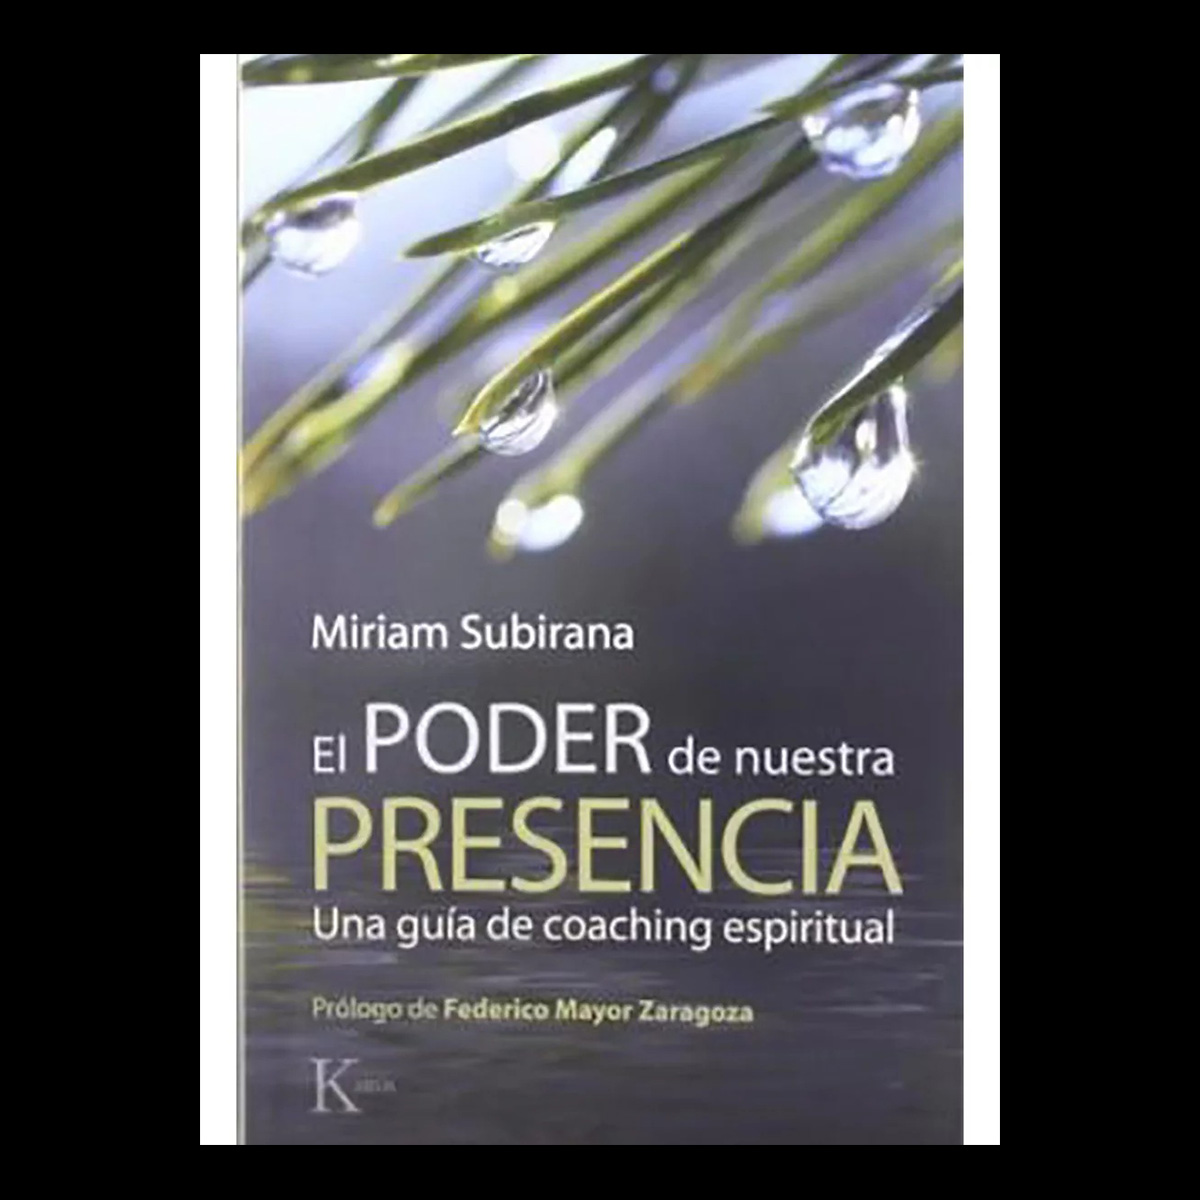 Miriam Subirana
El PODER de nuestra
PRESENCIA
Una guía de coaching espiritual
Prólogo de Federico Mayor Zaragoza
K